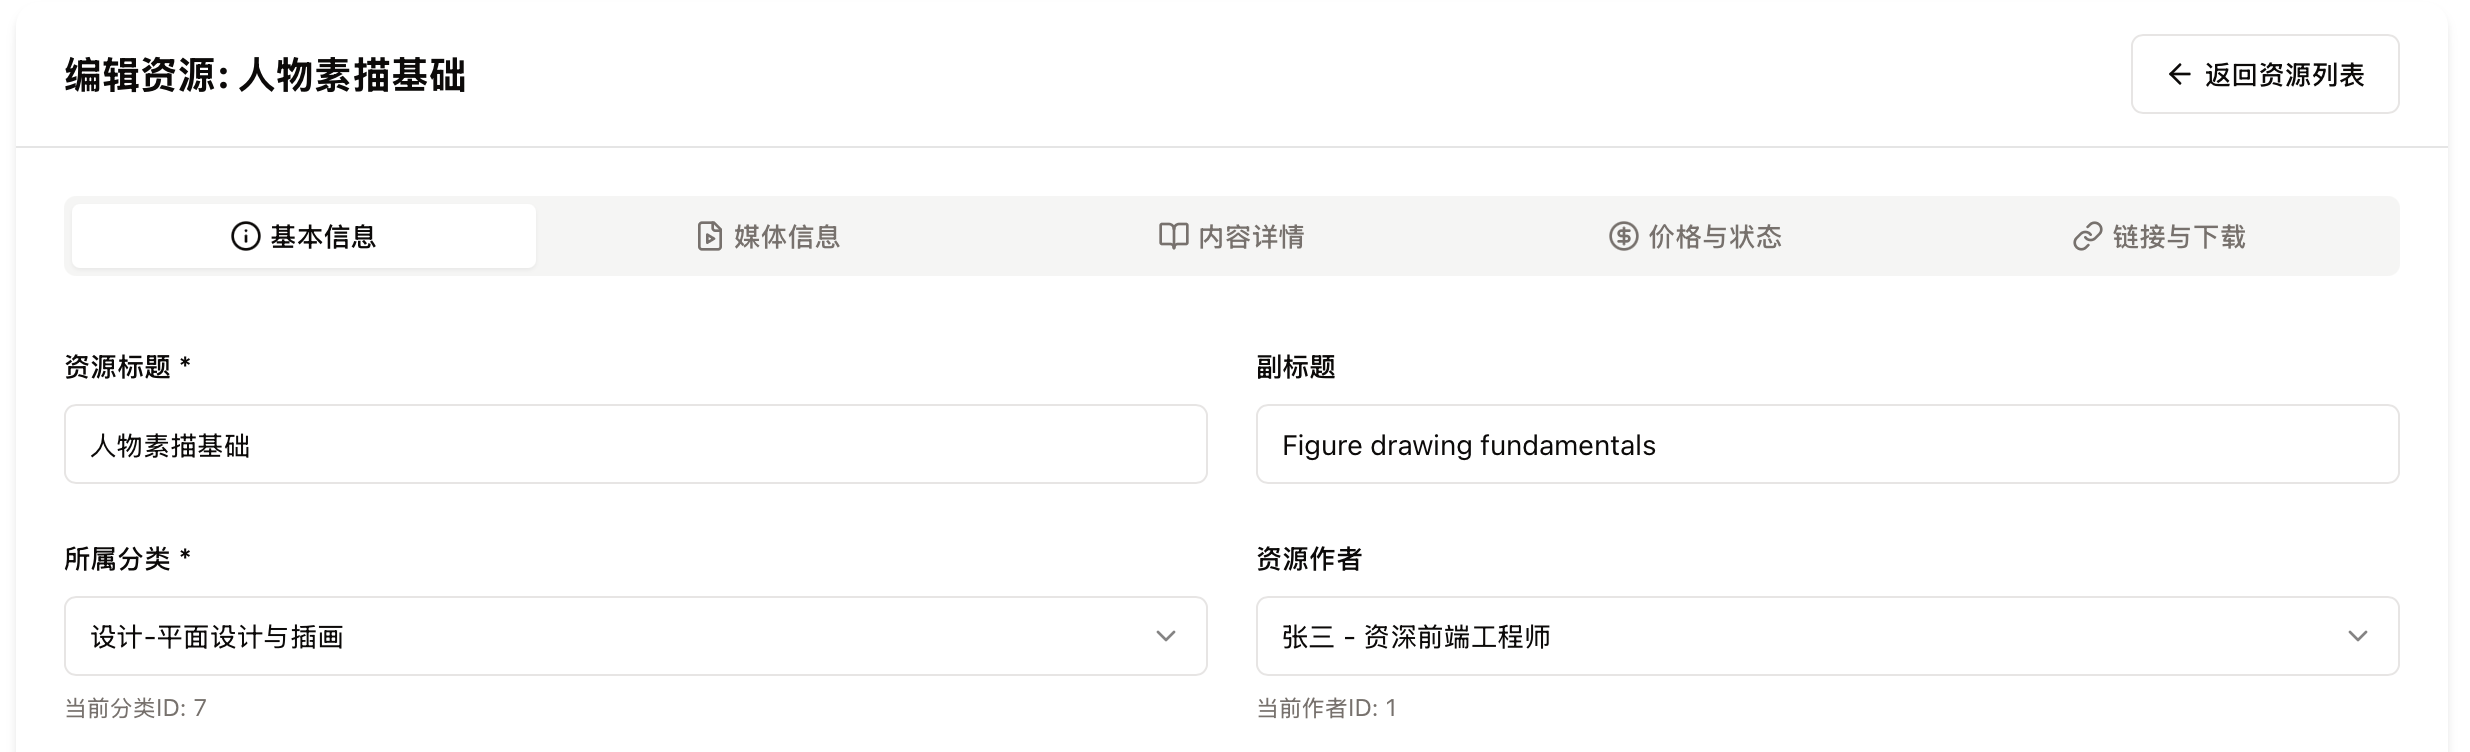 编辑资源: 人物素描基础
返回资源列表
基本信息
媒体信息
内容详情
价格与状态
链接与下载
资源标题 *
副标题
人物素描基础
Figure drawing fundamentals
所属分类 *
资源作者
设计-平面设计与插画
张三 - 资深前端工程师
当前分类ID: 7
当前作者ID: 1